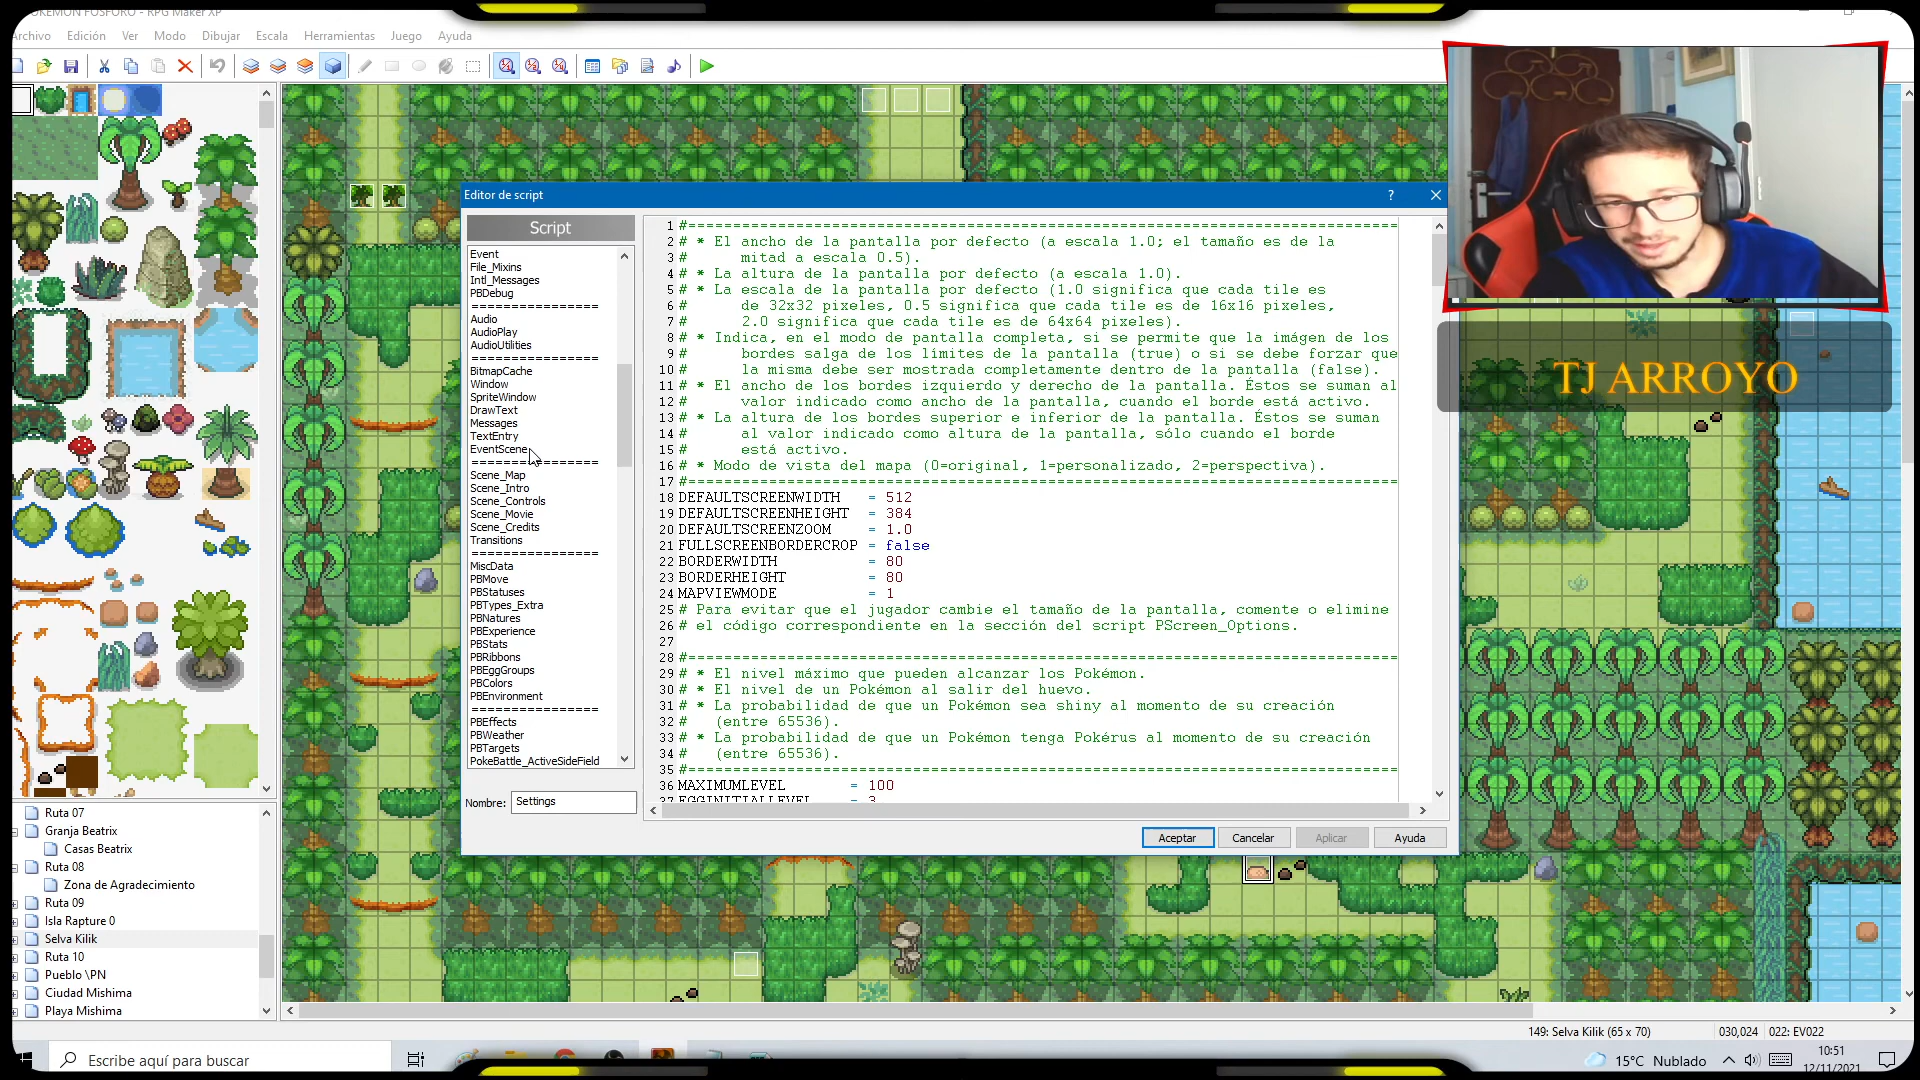 POKEMON FOSFORO - RPG Maker XP
Archivo Edición Ver Modo Dibujar Escala Herramientas Juego Ayuda
Editor de script
?
Script
Event
File_Mixins
Intl_Messages
PBDebug
================
Audio
AudioPlay
AudioUtilities
================
BitmapCache
Window
SpriteWindow
DrawText
Messages
TextEntry
EventScene
================
Scene_Map
Scene_Intro
Scene_Controls
Scene_Movie
Scene_Credits
Transitions
================
MiscData
PBMove
PBStatuses
PBTypes_Extra
PBNatures
PBExperience
PBStats
PBRibbons
PBEggGroups
PBColors
PBEnvironment
================
PBEffects
PBWeather
PBTargets
PokeBattle_ActiveSideField
Nombre: Settings
1 #==============================================================================
2 # * El ancho de la pantalla por defecto (a escala 1.0; el tamaño es de la
3 #      mitad a escala 0.5).
4 # * La altura de la pantalla por defecto (a escala 1.0).
5 # * La escala de la pantalla por defecto (1.0 significa que cada tile es
6 #      de 32x32 pixeles, 0.5 significa que cada tile es de 16x16 pixeles,
7 #      2.0 significa que cada tile es de 64x64 pixeles).
8 # * Indica, en el modo de pantalla completa, si se permite que la imágen de los
9 #      bordes salga de los límites de la pantalla (true) o si se debe forzar que
10 #      la misma debe ser mostrada completamente dentro de la pantalla (false).
11 # * El ancho de los bordes izquierdo y derecho de la pantalla. Éstos se suman al
12 #      valor indicado como ancho de la pantalla, cuando el borde está activo.
13 # * La altura de los bordes superior e inferior de la pantalla. Éstos se suman
14 #      al valor indicado como altura de la pantalla, sólo cuando el borde
15 #      está activo.
16 # * Modo de vista del mapa (0=original, 1=personalizado, 2=perspectiva).
17 #==============================================================================
18 DEFAULTSCREENWIDTH   = 512
19 DEFAULTSCREENHEIGHT  = 384
20 DEFAULTSCREENZOOM    = 1.0
21 FULLSCREENBORDERCROP = false
22 BORDERWIDTH          = 80
23 BORDERHEIGHT         = 80
24 MAPVIEWMODE          = 1
25 # Para evitar que el jugador cambie el tamaño de la pantalla, comente o elimine
26 # el código correspondiente en la sección del script PScreen_Options.
27
28 #==============================================================================
29 # * El nivel máximo que pueden alcanzar los Pokémon.
30 # * El nivel de un Pokémon al salir del huevo.
31 # * La probabilidad de que un Pokémon sea shiny al momento de su creación
32 #   (entre 65536).
33 # * La probabilidad de que un Pokémon tenga Pokérus al momento de su creación
34 #   (entre 65536).
35 #==============================================================================
36 MAXIMUMLEVEL       = 100
37 EGGINITIALLEVEL    = 3
Aceptar Cancelar Aplicar Ayuda
TJ ARROYO
Ruta 07
Granja Beatrix
Casas Beatrix
Ruta 08
Zona de Agradecimiento
Ruta 09
Isla Rapture 0
Selva Kilik
Ruta 10
Pueblo \PN
Ciudad Mishima
Playa Mishima
149: Selva Kilik (65 x 70) 030,024 022: EV022
Escribe aquí para buscar
15°C Nublado
10:51
12/11/2021